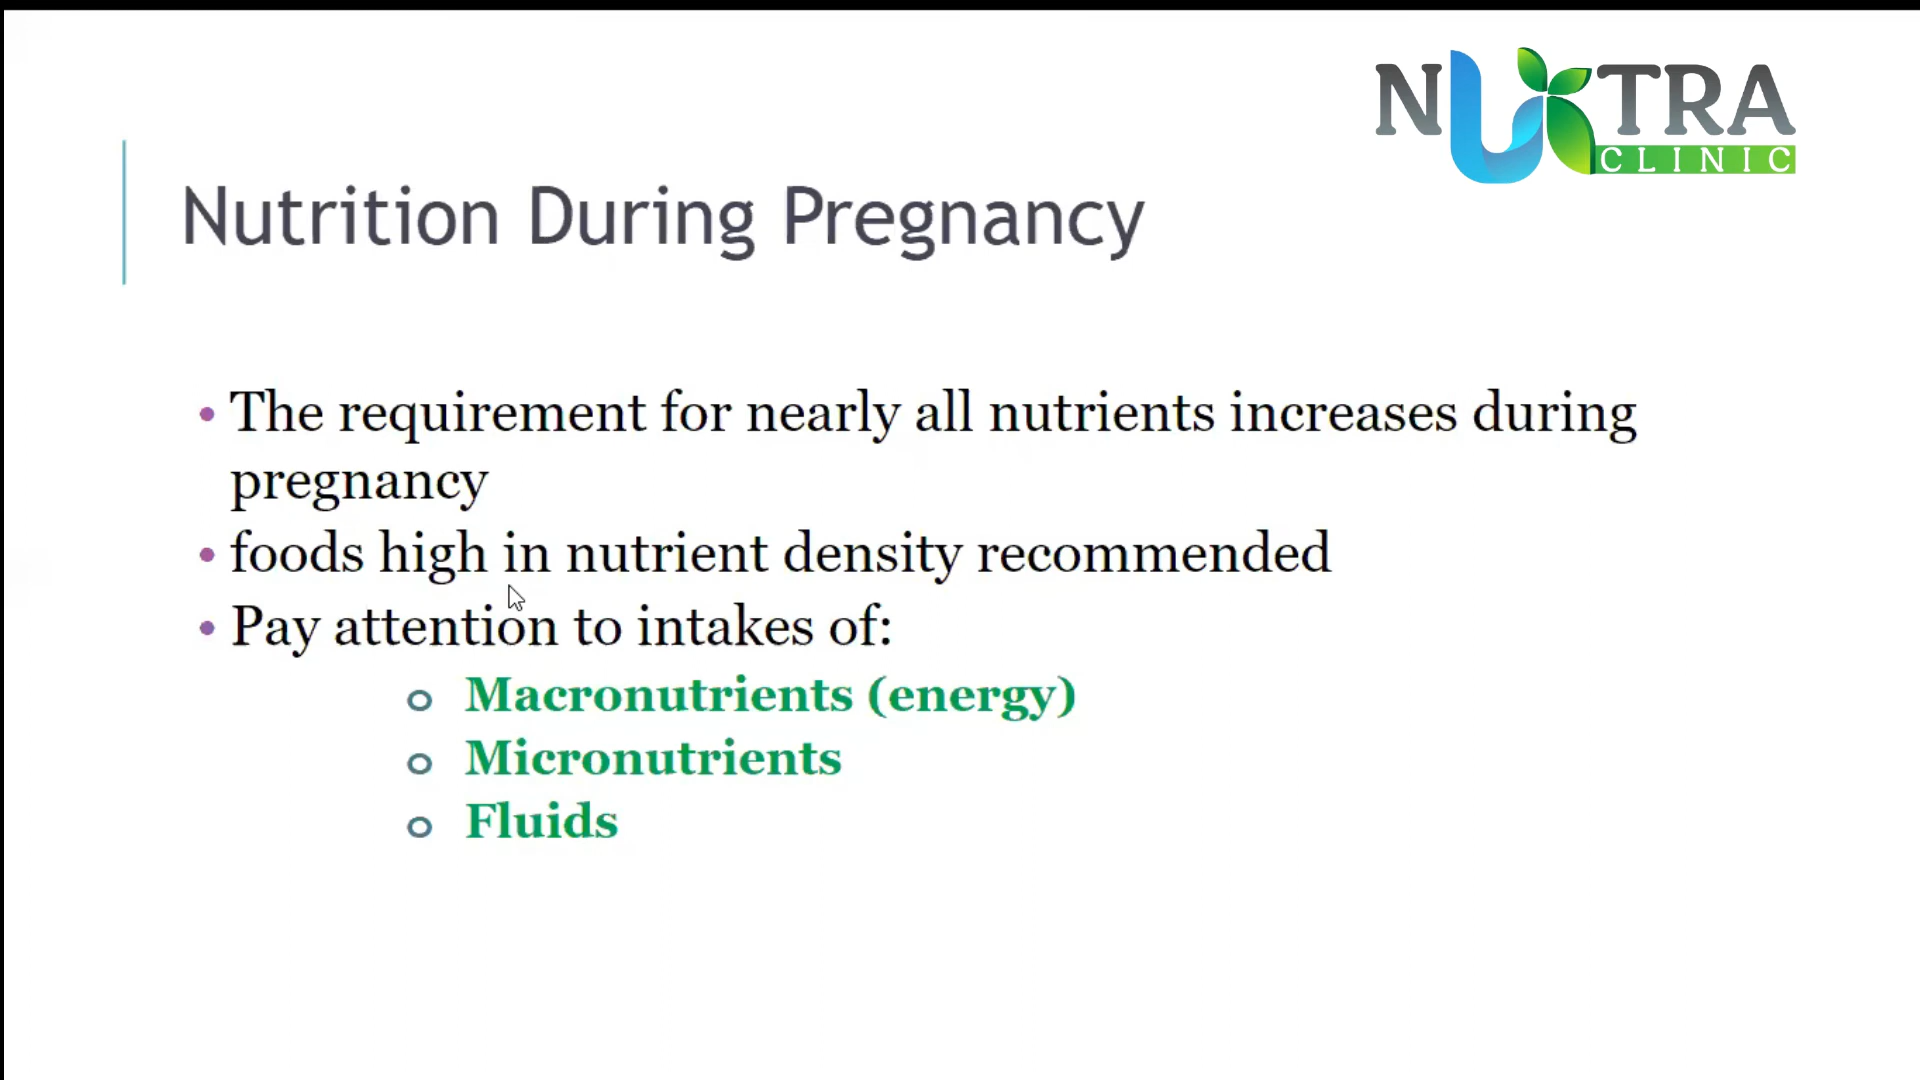 NUTRA
CLINIC
Nutrition During Pregnancy
• The requirement for nearly all nutrients increases during
pregnancy
• foods high in nutrient density recommended
• Pay attention to intakes of:
o Macronutrients (energy)
o Micronutrients
o Fluids